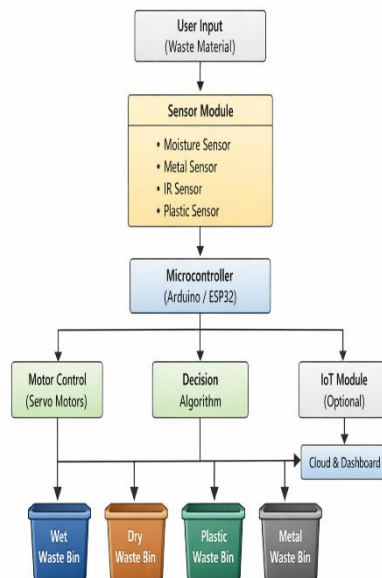 User Input
(Waste Material)
Sensor Module
• Moisture Sensor
• Metal Sensor
• IR Sensor
• Plastic Sensor
Microcontroller
(Arduino / ESP32)
Motor Control
(Servo Motors)
Decision
Algorithm
IoT Module
(Optional)
Cloud & Dashboard
Wet
Waste Bin
Dry
Waste Bin
Plastic
Waste Bin
Metal
Waste Bin